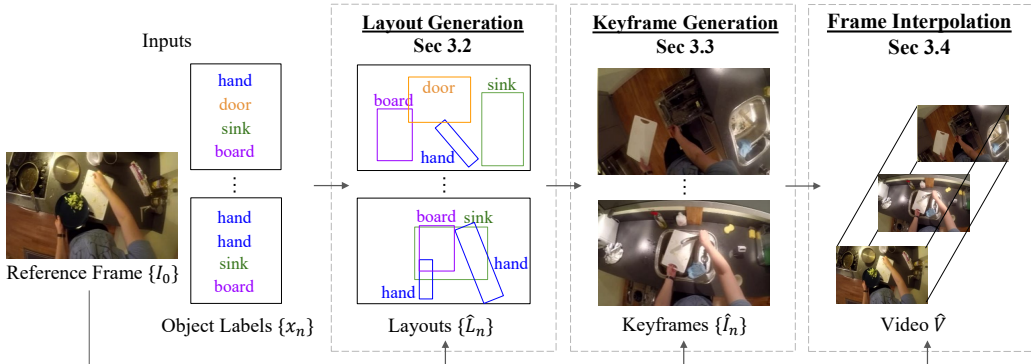 Inputs
Layout Generation
Sec 3.2
Keyframe Generation
Sec 3.3
Frame Interpolation
Sec 3.4
hand
door
sink
board
⋮
hand
hand
sink
board
board
door
sink
hand
⋮
board
sink
hand
hand
⋮
Reference Frame {I₀}
Object Labels {xₙ}
Layouts {L̂ₙ}
Keyframes {Îₙ}
Video V̂